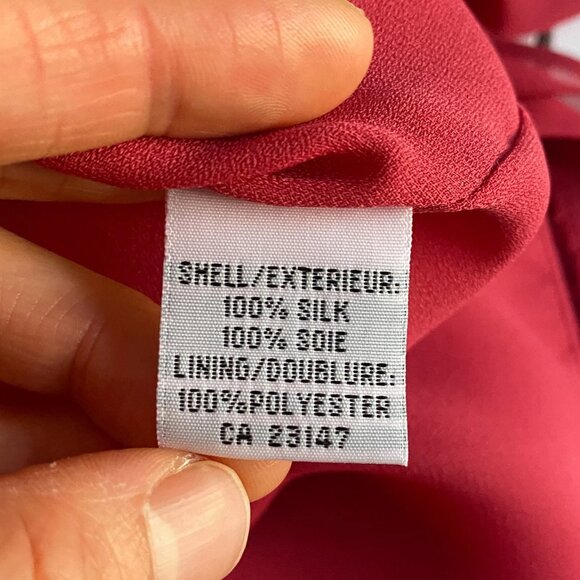 SHELL/EXTERIEUR:
100% SILK
100% SOIE
LINING/DOUBLURE:
100%POLYESTER
CA 23147